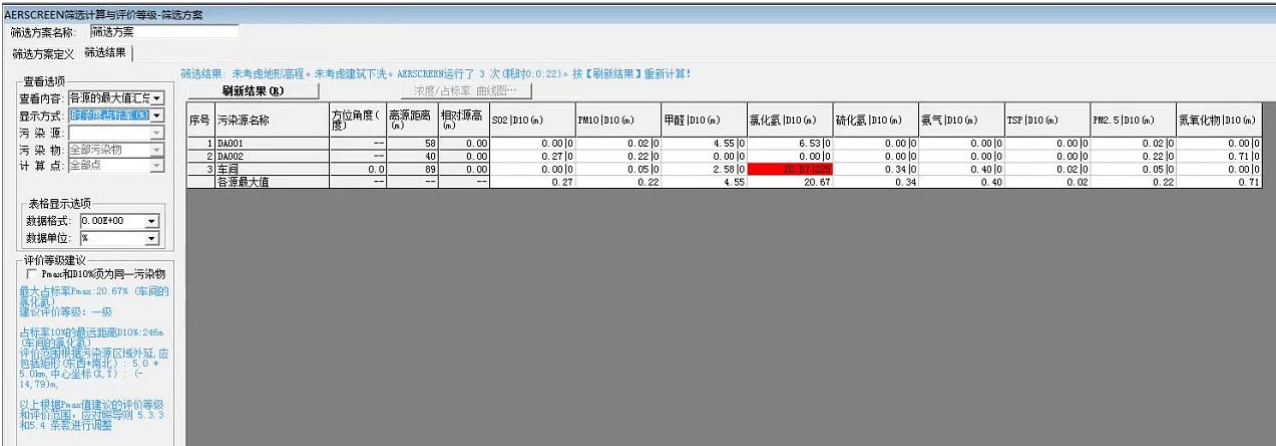 AERSCREEN筛选计算与评价等级-筛选方案
筛选方案名称: 筛选方案
筛选方案定义 筛选结果
筛选结果: 未考虑地形高程。未考虑建筑下洗。AERSCREEN运行了 3 次(耗时0:0:22)。按【刷新结果】重新计算!
查看选项
查看内容: 各源的最大值汇总
显示方式: 1时浓度占标率(%)
污 染 源:
污 染 物: 全部污染物
计 算 点: 全部点
表格显示选项
数据格式: 0.00E+00
数据单位: %
评价等级建议
Pmax和D10%须为同一污染物
最大占标率Pmax:20.67% (车间的
氯化氢)
建议评价等级: 一级
占标率10%的最远距离D10%:246m
(车间的氯化氢)
评价范围根据污染源区域外延,应
包括矩形(东西*南北): 5.0 *
5.0km,中心坐标(X,Y): (-
14,79)m,
以上根据Pmax值建议的评价等级
和评价范围,应对照导则 5.3.3
和5.4 条款进行调整
刷新结果(R) 浓度/占标率 曲线图…
序号 污染源名称 方位角度(度) 离源距离(m) 相对源高(m) SO2|D10(m) PM10|D10(m) 甲醛|D10(m) 氯化氢|D10(m) 硫化氢|D10(m) 氨气|D10(m) TSP|D10(m) PM2.5|D10(m) 氮氧化物|D10(m)
1 DA001 -- 58 0.00 0.00|0 0.02|0 4.55|0 6.53|0 0.00|0 0.00|0 0.00|0 0.02|0 0.00|0
2 DA002 -- 40 0.00 0.27|0 0.22|0 0.00|0 0.00|0 0.00|0 0.00|0 0.00|0 0.22|0 0.71|0
3 车间 0.0 89 0.00 0.00|0 0.05|0 2.58|0 20.67|225 0.34|0 0.40|0 0.02|0 0.05|0 0.00|0
各源最大值 -- -- -- 0.27 0.22 4.55 20.67 0.34 0.40 0.02 0.22 0.71